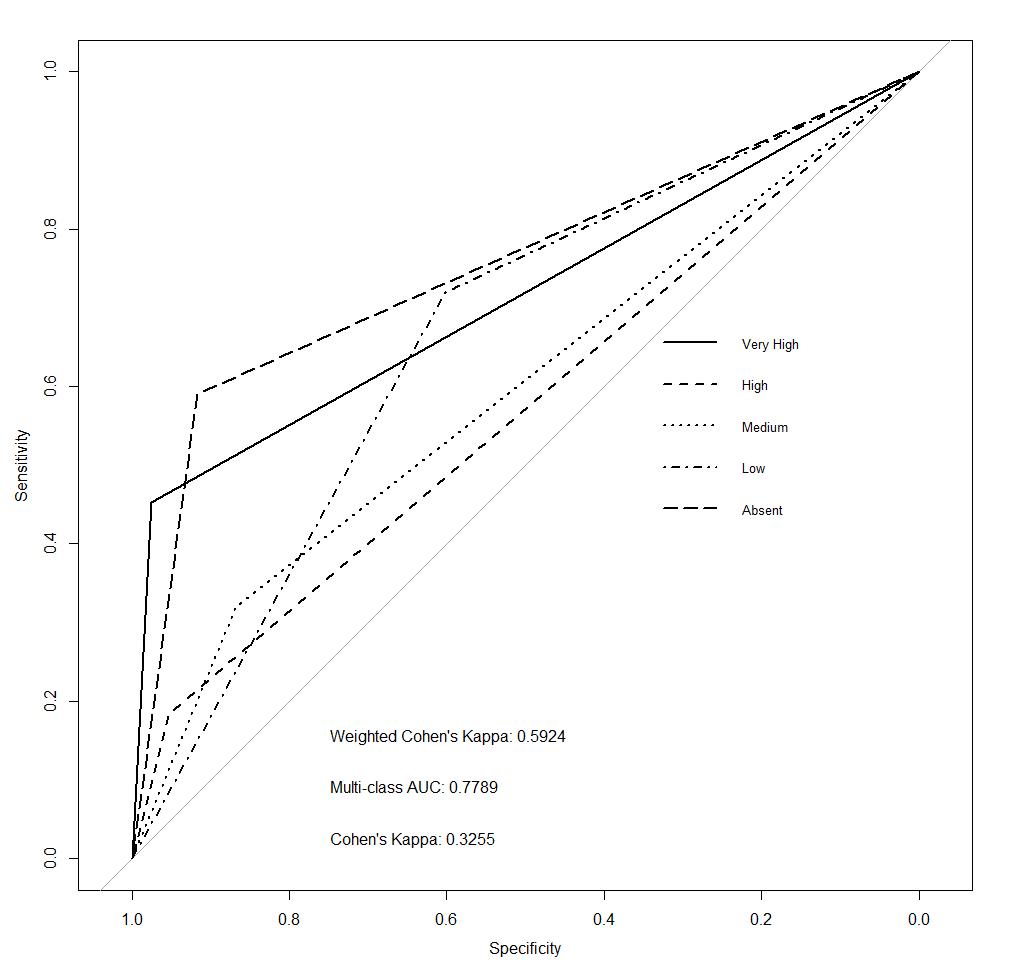 1.0
0.8
0.6
0.4
0.2
0.0
Sensitivity
Very High
High
Medium
Low
Absent
Weighted Cohen's Kappa: 0.5924
Multi-class AUC: 0.7789
Cohen's Kappa: 0.3255
1.0 0.8 0.6 0.4 0.2 0.0
Specificity